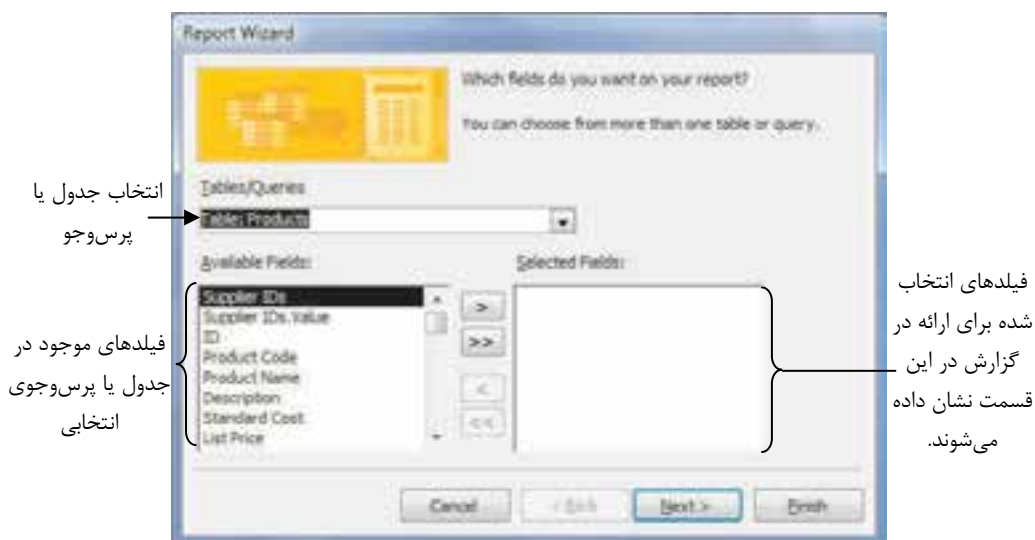 Report Wizard
Which fields do you want on your report?
You can choose from more than one table or query.
Tables/Queries
Table: Products
Available Fields:
Selected Fields:
Supplier IDs
Supplier IDs.Value
ID
Product Code
Product Name
Description
Standard Cost
List Price
>
>>
<
<<
Cancel
< Back
Next >
Finish
انتخاب جدول یا
پرس‌وجو
فیلدهای موجود در
جدول یا پرس‌وجوی
انتخابی
فیلدهای انتخاب
شده برای ارائه در
گزارش در این
قسمت نشان داده
می‌شوند.